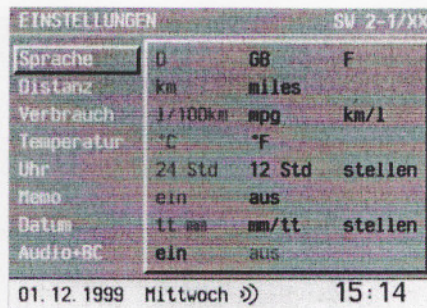 EINSTELLUNGEN SW 2-1/XX
Sprache D GB F
Distanz km miles
Verbrauch l/100km mpg km/l
Temperatur °C °F
Uhr 24 Std 12 Std stellen
Memo ein aus
Datum tt mm mm/tt stellen
Audio+BC ein aus
01. 12. 1999 Mittwoch 15:14